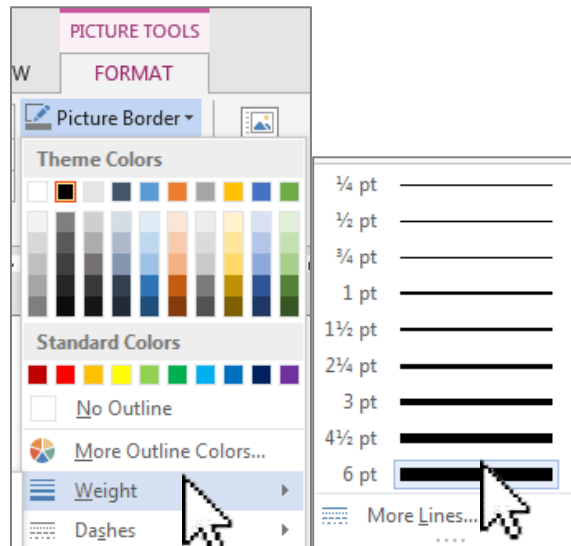 PICTURE TOOLS
W FORMAT
Picture Border
Theme Colors
Standard Colors
No Outline
More Outline Colors...
Weight
Dashes
¼ pt
½ pt
¾ pt
1 pt
1½ pt
2¼ pt
3 pt
4½ pt
6 pt
More Lines...